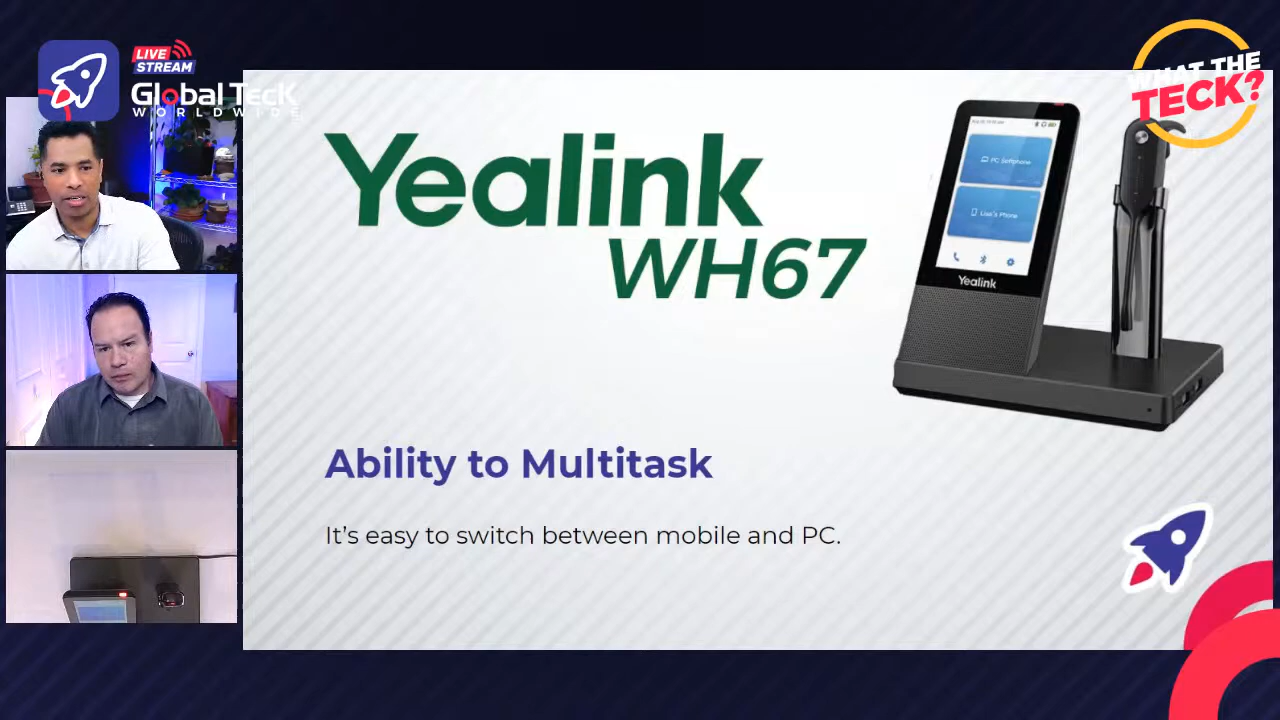 LIVE
STREAM
Global Teck
WORLDWIDE
WHAT THE
TECK?
Yealink
WH67
PC Softphone
Lisa's Phone
Yealink
Ability to Multitask
It's easy to switch between mobile and PC.